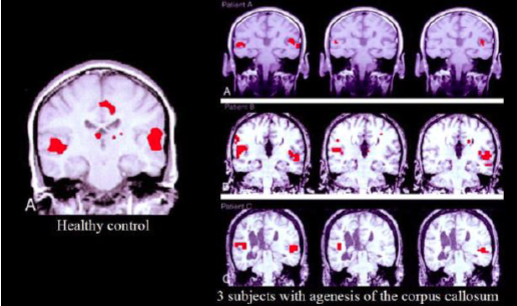 A
Healthy control
Patient A
A
Patient B
B
Patient C
C
3 subjects with agenesis of the corpus callosum